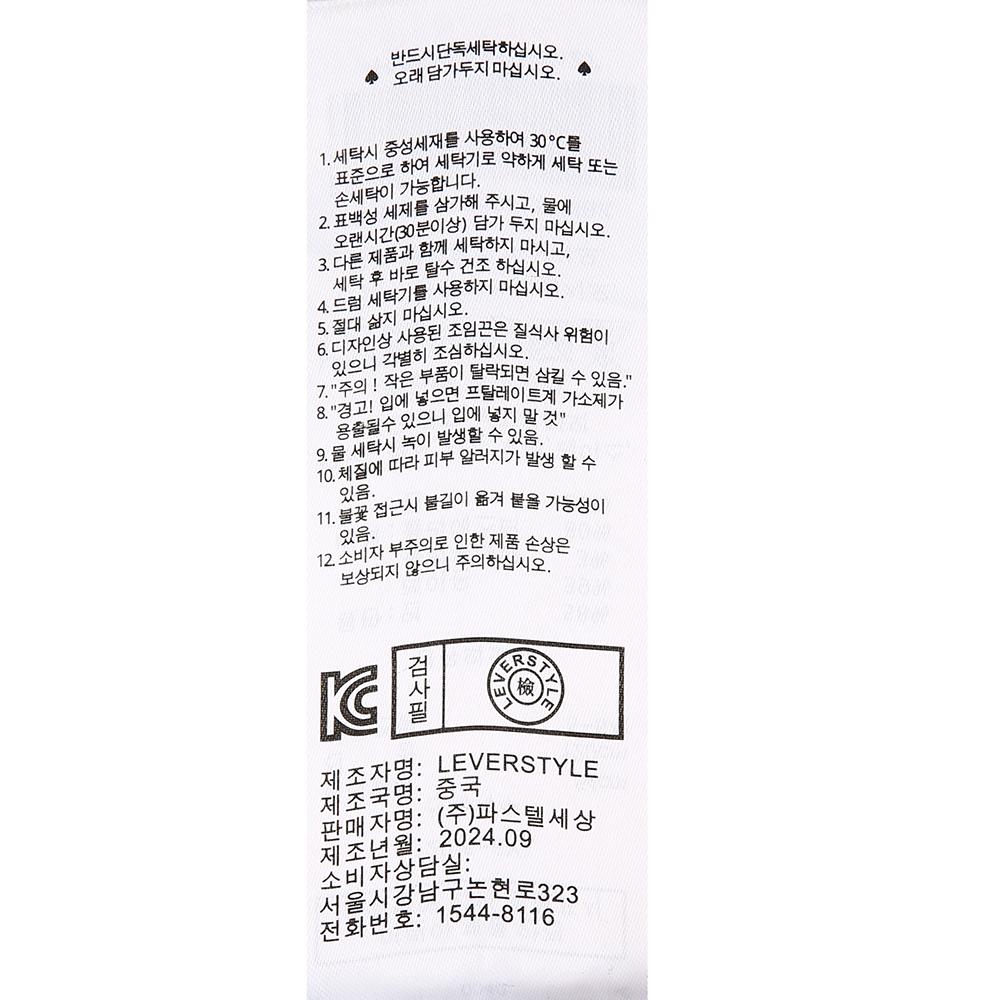 반드시단독세탁하십시오.
♠ 오래 담가두지 마십시오. ♠
1. 세탁시 중성세재를 사용하여 30°C를
표준으로 하여 세탁기로 약하게 세탁 또는
손세탁이 가능합니다.
2. 표백성 세제를 삼가해 주시고, 물에
오랜시간(30분이상) 담가 두지 마십시오.
3. 다른 제품과 함께 세탁하지 마시고,
세탁 후 바로 탈수 건조 하십시오.
4. 드럼 세탁기를 사용하지 마십시오.
5. 절대 삶지 마십시오.
6. 디자인상 사용된 조임끈은 질식사 위험이
있으니 각별히 조심하십시오.
7. "주의 ! 작은 부품이 탈락되면 삼킬 수 있음."
8. "경고! 입에 넣으면 프탈레이트계 가소제가
용출될수 있으니 입에 넣지 말 것"
9. 물 세탁시 녹이 발생할 수 있음.
10. 체질에 따라 피부 알러지가 발생 할 수
있음.
11. 불꽃 접근시 불길이 옮겨 붙을 가능성이
있음.
12. 소비자 부주의로 인한 제품 손상은
보상되지 않으니 주의하십시오.
KC
검사필
LEVERSTYLE
檢
제조자명: LEVERSTYLE
제조국명: 중국
판매자명: (주)파스텔세상
제조년월: 2024.09
소비자상담실:
서울시강남구논현로323
전화번호: 1544-8116